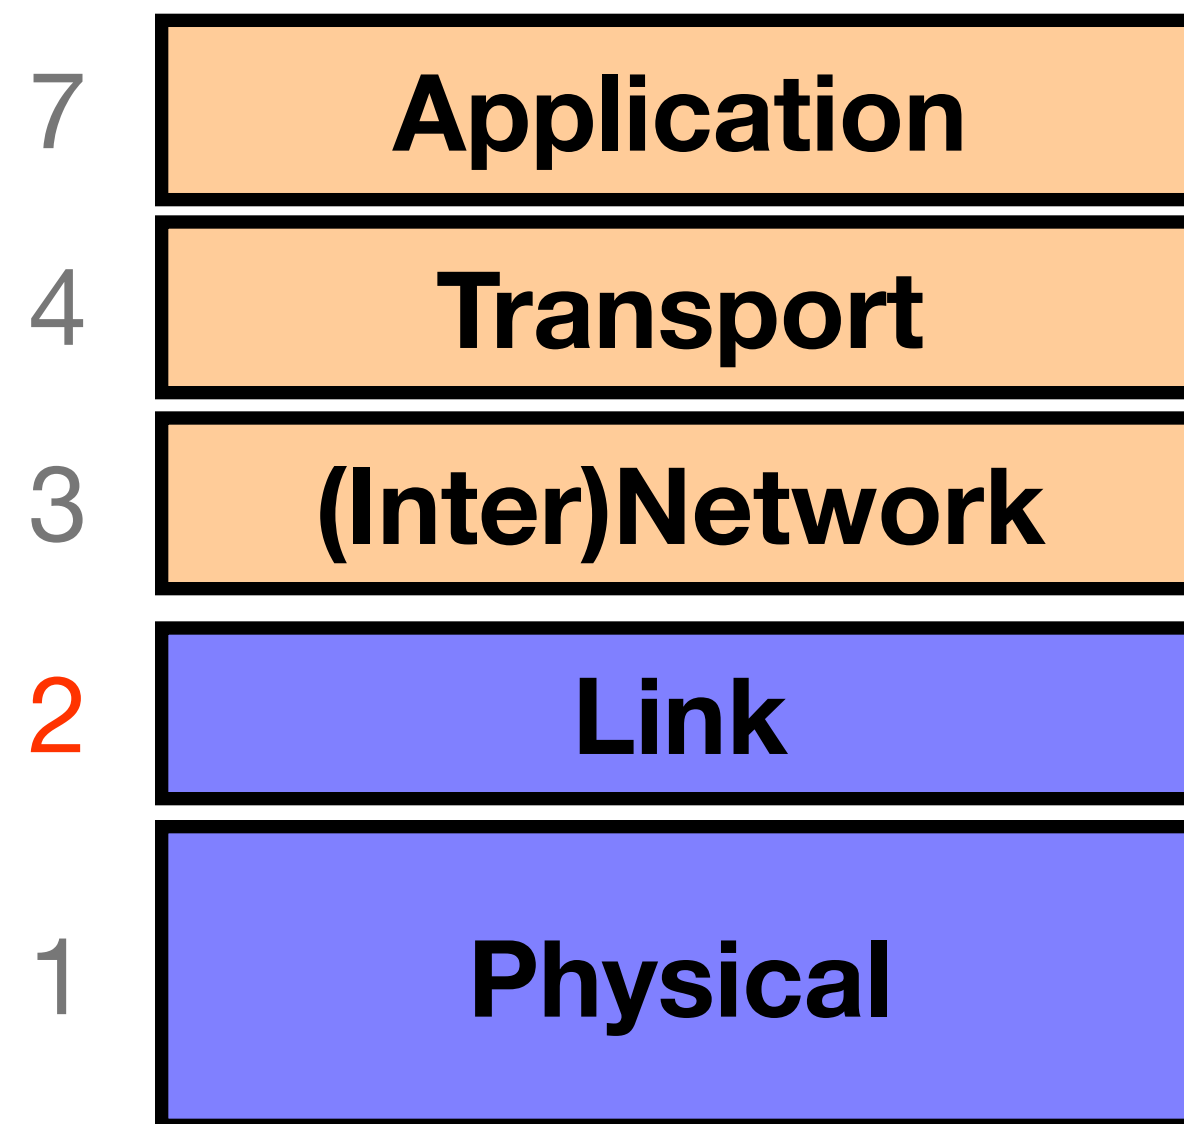 7 Application
4 Transport
3 (Inter)Network
2 Link
1 Physical